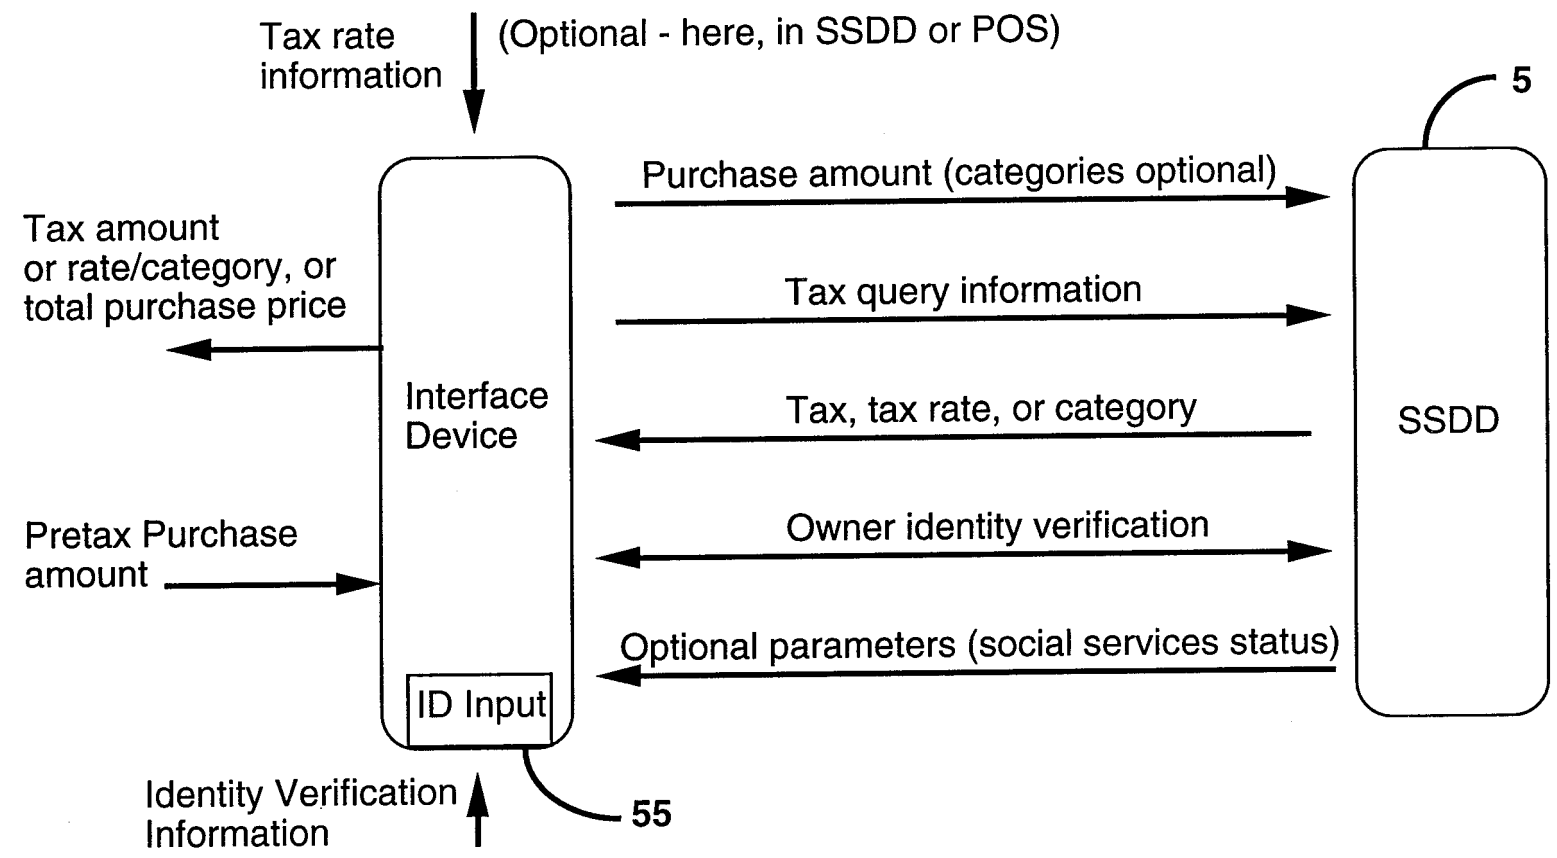 Tax rate
information
(Optional - here, in SSDD or POS)
5
Purchase amount (categories optional)
Tax amount
or rate/category, or
total purchase price
Tax query information
Interface
Device
Tax, tax rate, or category
SSDD
Pretax Purchase
amount
Owner identity verification
Optional parameters (social services status)
ID Input
Identity Verification
Information
55